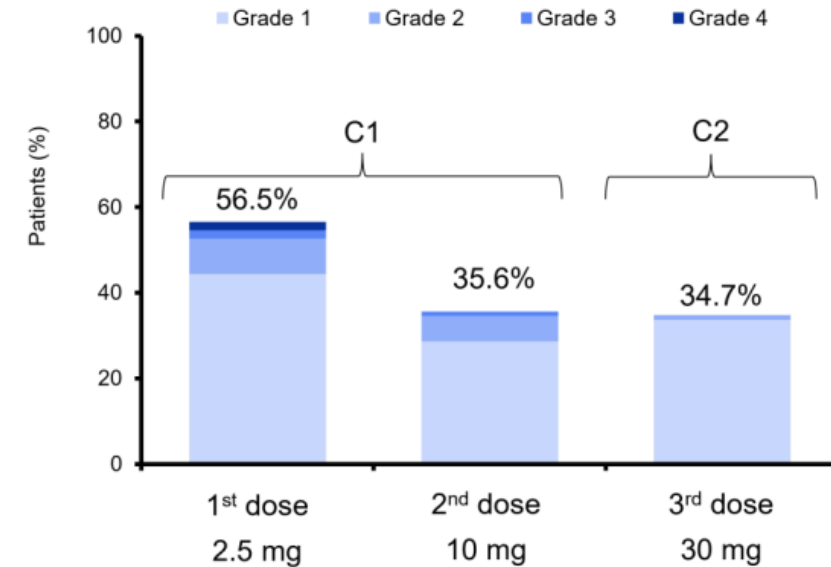 Grade 1 Grade 2 Grade 3 Grade 4
Patients (%)
100
80
60
40
20
0
C1
C2
56.5%
35.6%
34.7%
1st dose 2nd dose 3rd dose
2.5 mg 10 mg 30 mg